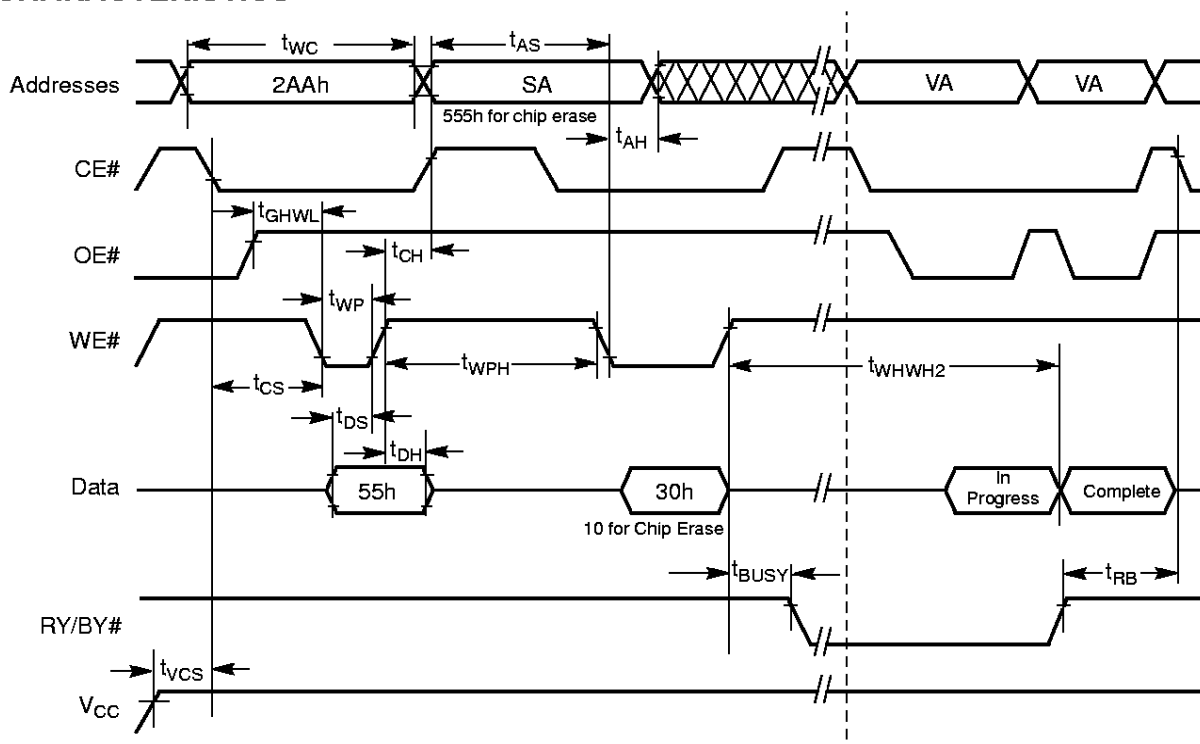 tWC
tAS
Addresses
2AAh
SA
VA
VA
555h for chip erase
tAH
CE#
tGHWL
OE#
tCH
tWP
WE#
tWPH
tWHWH2
tCS
tDS
tDH
Data
55h
30h
In
Progress
Complete
10 for Chip Erase
tBUSY
tRB
RY/BY#
tVCS
VCC